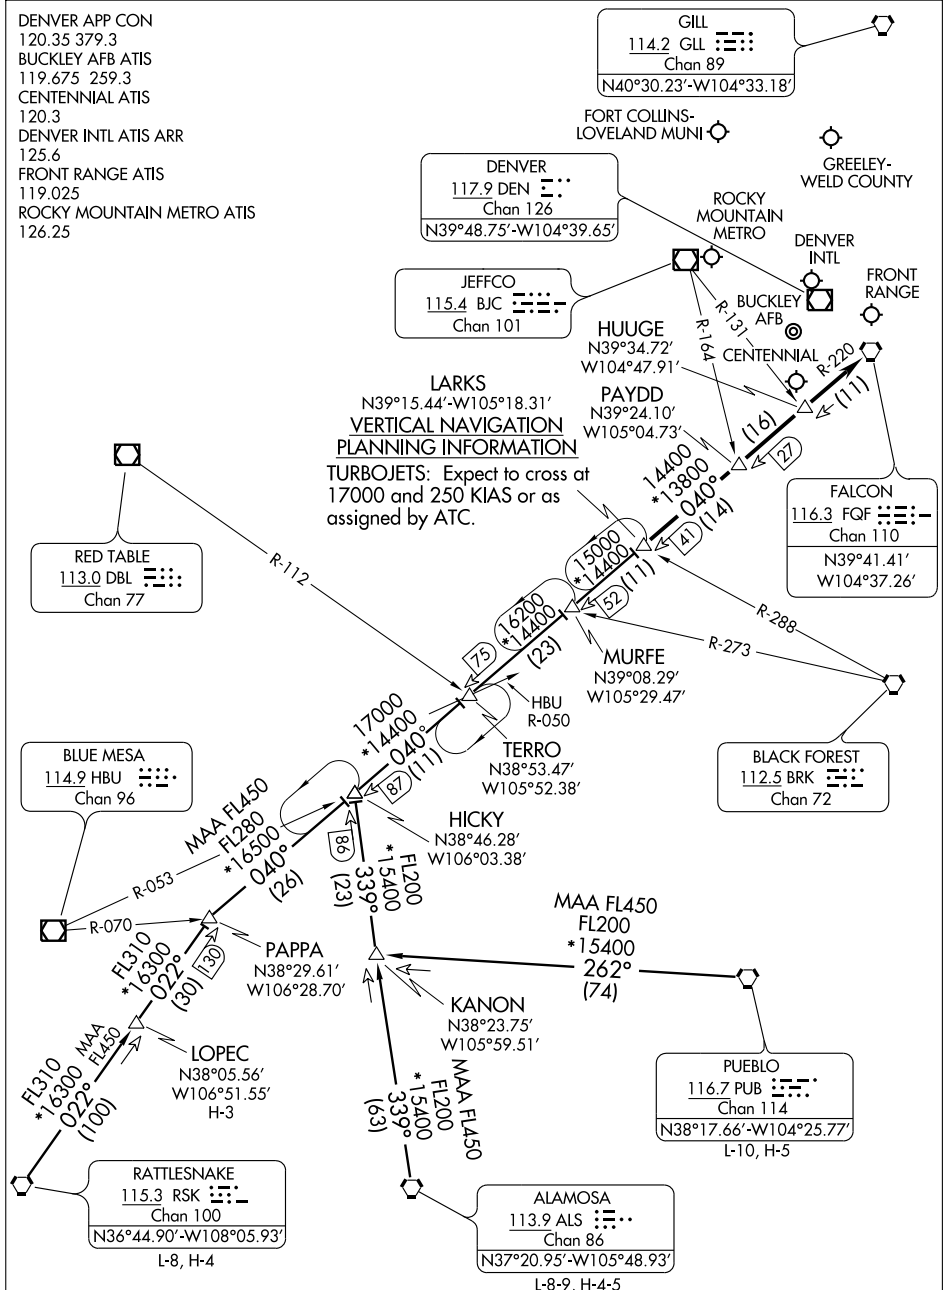 DENVER APP CON
120.35 379.3
BUCKLEY AFB ATIS
119.675 259.3
CENTENNIAL ATIS
120.3
DENVER INTL ATIS ARR
125.6
FRONT RANGE ATIS
119.025
ROCKY MOUNTAIN METRO ATIS
126.25
GILL
114.2 GLL
Chan 89
N40°30.23'-W104°33.18'
FORT COLLINS-
LOVELAND MUNI
GREELEY-
WELD COUNTY
DENVER
117.9 DEN
Chan 126
N39°48.75'-W104°39.65'
ROCKY
MOUNTAIN
METRO
DENVER
INTL
FRONT
RANGE
JEFFCO
115.4 BJC
Chan 101
BUCKLEY
AFB
R-131
R-164
CENTENNIAL
R-220
(11)
HUUGE
N39°34.72'
W104°47.91'
PAYDD
N39°24.10'
W105°04.73'
(16)
27
LARKS
N39°15.44'-W105°18.31'
VERTICAL NAVIGATION
PLANNING INFORMATION
TURBOJETS: Expect to cross at
17000 and 250 KIAS or as
assigned by ATC.
14400
*13800
040°
(14)
41
FALCON
116.3 FQF
Chan 110
N39°41.41'
W104°37.26'
RED TABLE
113.0 DBL
Chan 77
R-112
15000
*14400
(11)
52
R-288
R-273
16200
*14400
(23)
75
MURFE
N39°08.29'
W105°29.47'
HBU
R-050
TERRO
N38°53.47'
W105°52.38'
BLACK FOREST
112.5 BRK
Chan 72
17000
*14400
040°
(11)
87
BLUE MESA
114.9 HBU
Chan 96
HICKY
N38°46.28'
W106°03.38'
MAA FL450
FL280
*16500
040°
(26)
R-053
R-070
86
(23)
339°
*15400
FL200
PAPPA
N38°29.61'
W106°28.70'
130
FL310
*16300
022°
(30)
MAA FL450
FL200
*15400
262°
(74)
KANON
N38°23.75'
W105°59.51'
LOPEC
N38°05.56'
W106°51.55'
H-3
MAA
FL450
FL310
*16300
022°
(100)
MAA FL450
FL200
*15400
339°
(63)
PUEBLO
116.7 PUB
Chan 114
N38°17.66'-W104°25.77'
L-10, H-5
RATTLESNAKE
115.3 RSK
Chan 100
N36°44.90'-W108°05.93'
L-8, H-4
ALAMOSA
113.9 ALS
Chan 86
N37°20.95'-W105°48.93'
L-8-9, H-4-5